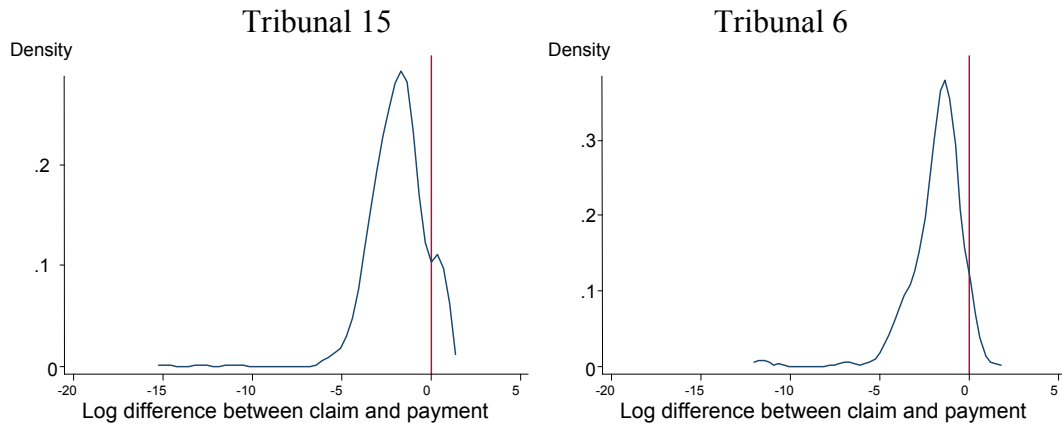 Tribunal 15
Density
.2
.1
0
-20 -15 -10 -5 0 5
Log difference between claim and payment
Tribunal 6
Density
.3
.2
.1
0
-20 -15 -10 -5 0 5
Log difference between claim and payment